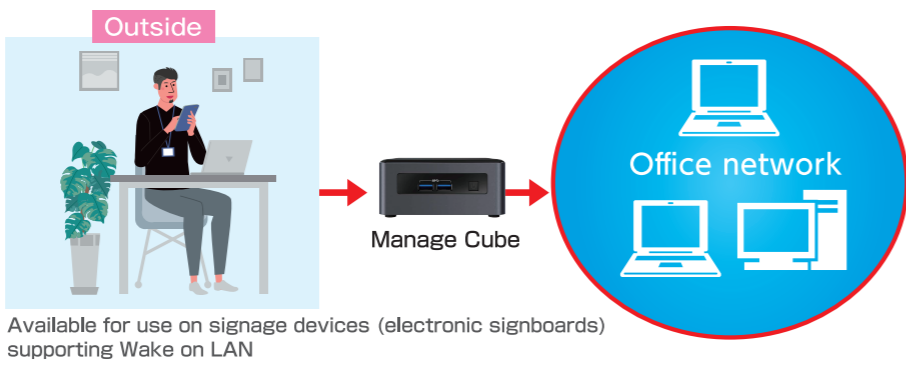 Outside
Office network
Manage Cube
Available for use on signage devices (electronic signboards)
supporting Wake on LAN